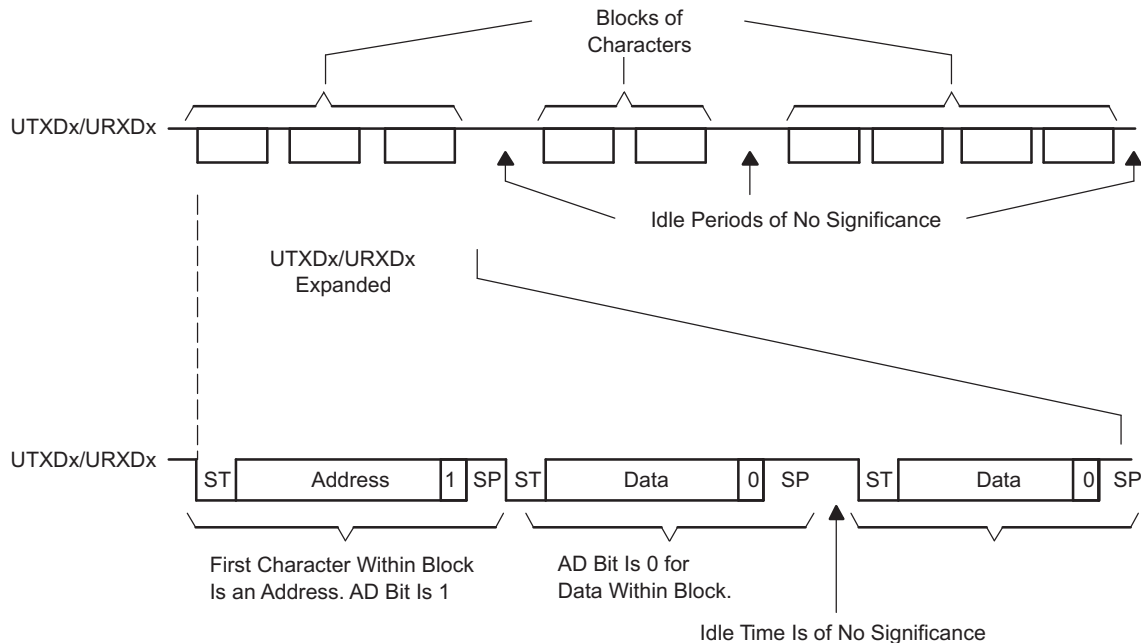 Blocks of
Characters
UTXDx/URXDx
Idle Periods of No Significance
UTXDx/URXDx
Expanded
UTXDx/URXDx
ST Address 1 SP ST Data 0 SP ST Data 0 SP
First Character Within Block
Is an Address. AD Bit Is 1
AD Bit Is 0 for
Data Within Block.
Idle Time Is of No Significance